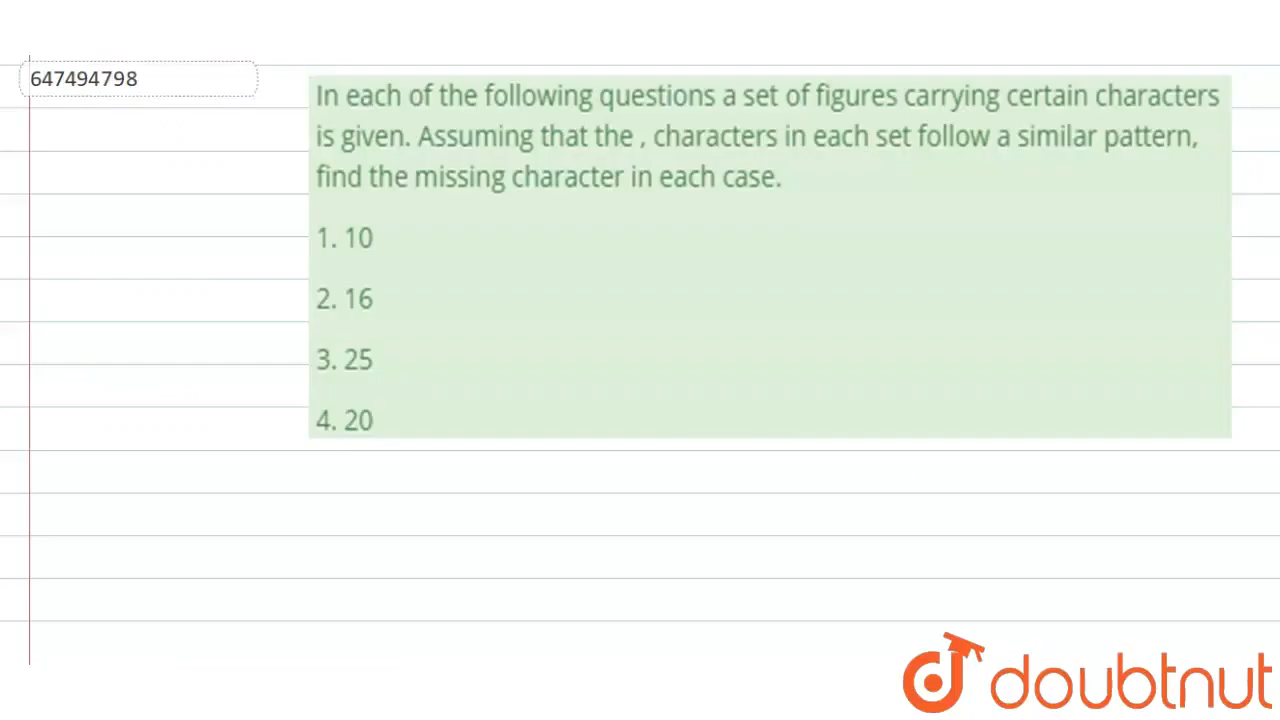 647494798
In each of the following questions a set of figures carrying certain characters
is given. Assuming that the , characters in each set follow a similar pattern,
find the missing character in each case.
1. 10
2. 16
3. 25
4. 20
doubtnut